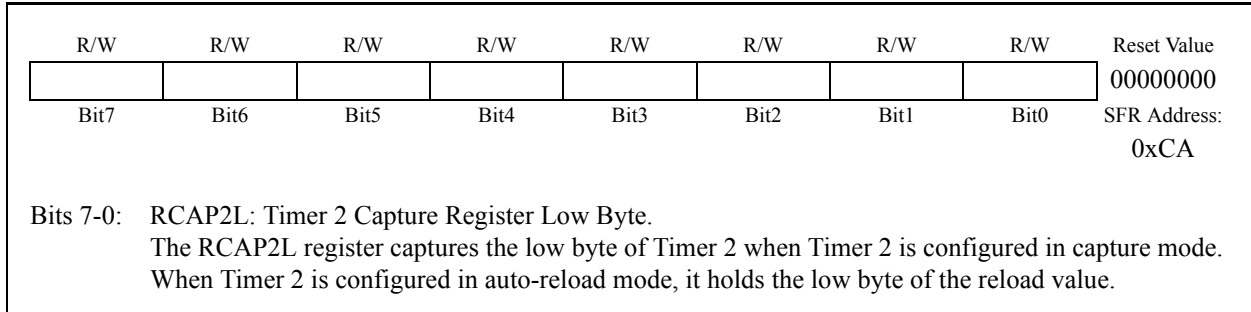 R/W R/W R/W R/W R/W R/W R/W R/W Reset Value
00000000
Bit7 Bit6 Bit5 Bit4 Bit3 Bit2 Bit1 Bit0 SFR Address:
0xCA
Bits 7-0: RCAP2L: Timer 2 Capture Register Low Byte.
The RCAP2L register captures the low byte of Timer 2 when Timer 2 is configured in capture mode.
When Timer 2 is configured in auto-reload mode, it holds the low byte of the reload value.